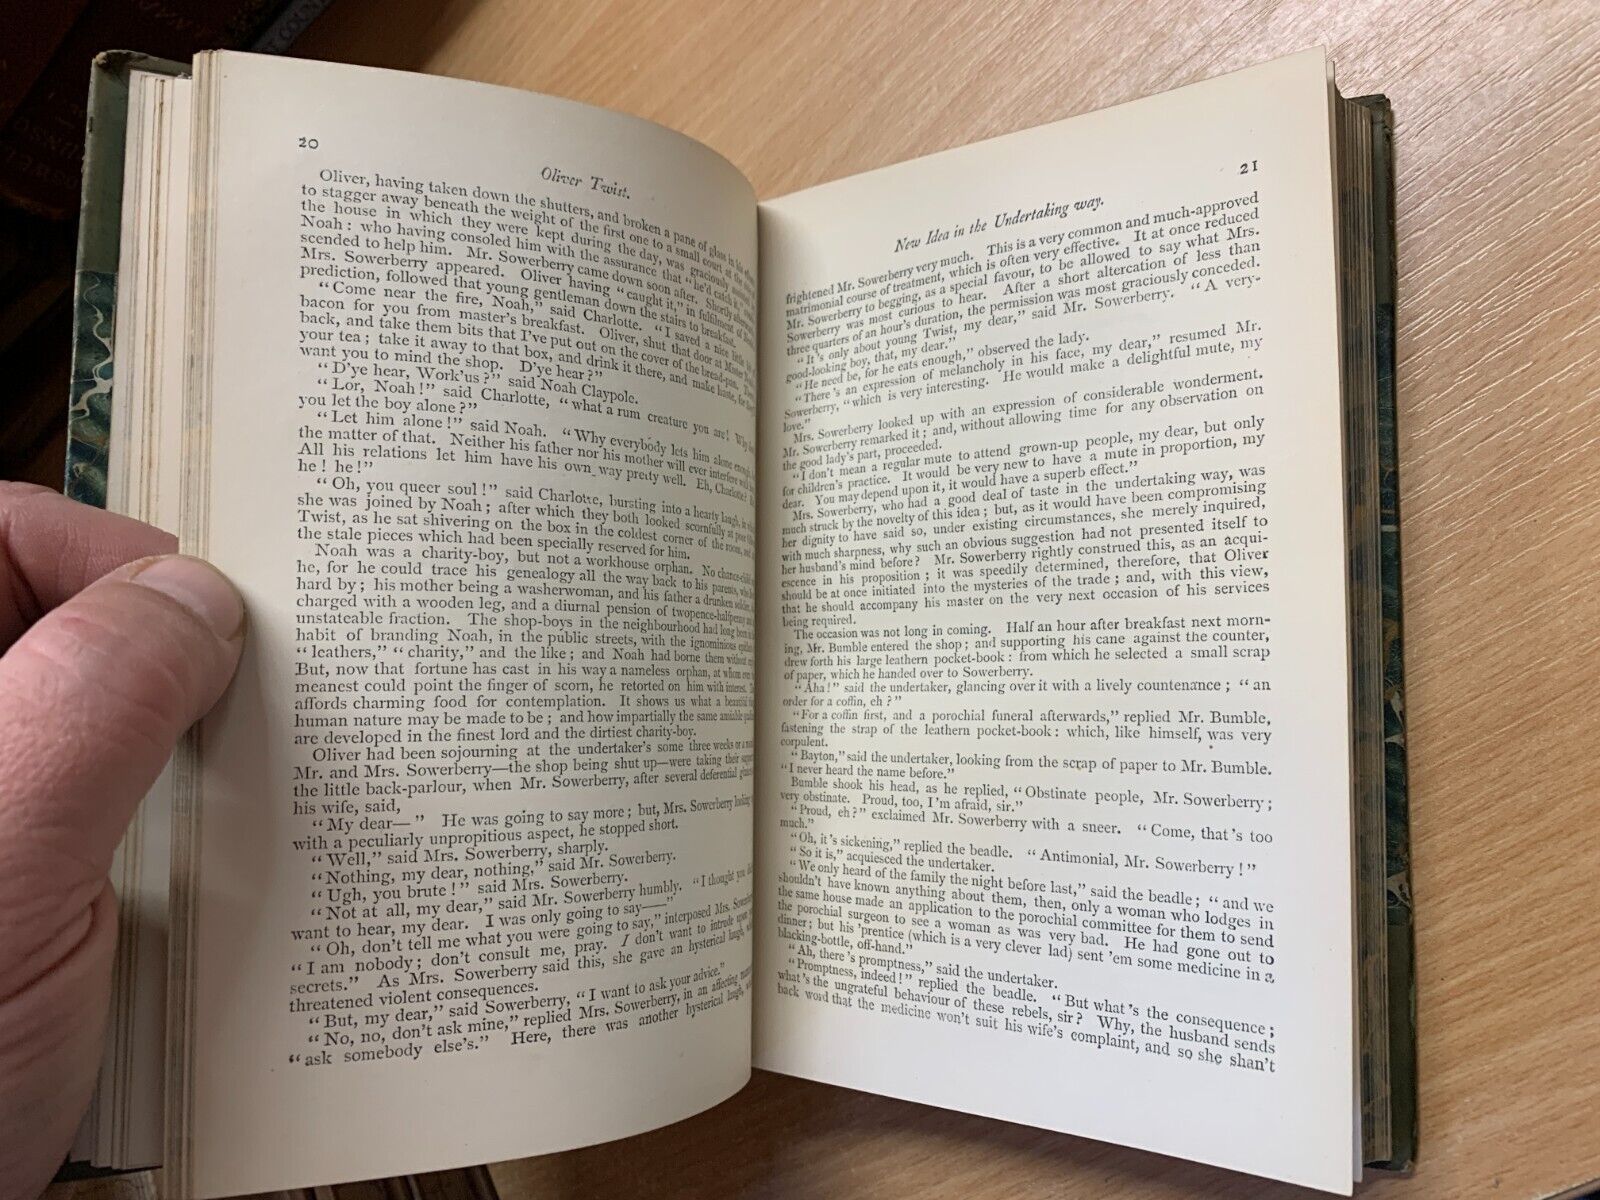 20
Oliver Twist.
Oliver, having taken down the shutters, and broken a pane of glass in his
to stagger away beneath the weight of the first one to a small court at the
the house in which they were kept during the day, was graciously
Noah: who having consoled him with the assurance that "he'd catch it,"
scended to help him. Mr. Sowerberry came down soon after. Shortly
Mrs. Sowerberry appeared. Oliver having "caught it," in fulfilment of
prediction, followed that young gentleman down the stairs to breakfast.
"Come near the fire, Noah," said Charlotte. "I saved a nice little
bacon for you from master's breakfast. Oliver, shut that door at Mister
back, and take them bits that I've put out on the cover of the bread-pan.
your tea; take it away to that box, and drink it there, and make haste, for
want you to mind the shop. D'ye hear?"
"D'ye hear, Work'us?" said Noah Claypole.
"Lor, Noah!" said Charlotte, "what a rum creature you are! Why
you let the boy alone?"
"Let him alone!" said Noah. "Why everybody lets him alone enough,
the matter of that. Neither his father nor his mother will ever interfere
All his relations let him have his own way pretty well. Eh, Charlotte?
he! he!"
"Oh, you queer soul!" said Charlotte, bursting into a hearty laugh, in
she was joined by Noah; after which they both looked scornfully at poor
Twist, as he sat shivering on the box in the coldest corner of the room, and
the stale pieces which had been specially reserved for him.
Noah was a charity-boy, but not a workhouse orphan. No chance-child
he, for he could trace his genealogy all the way back to his parents, who
hard by; his mother being a washerwoman, and his father a drunken soldier,
charged with a wooden leg, and a diurnal pension of twopence-halfpenny and
unstateable fraction. The shop-boys in the neighbourhood had long been in
habit of branding Noah, in the public streets, with the ignominious
"leathers," "charity," and the like; and Noah had borne them without
But, now that fortune has cast in his way a nameless orphan, at whom even
meanest could point the finger of scorn, he retorted on him with interest.
affords charming food for contemplation. It shows us what a beautiful
human nature may be made to be; and how impartially the same amiable
are developed in the finest lord and the dirtiest charity-boy.
Oliver had been sojourning at the undertaker's some three weeks or a
Mr. and Mrs. Sowerberry—the shop being shut up—were taking their
the little back-parlour, when Mr. Sowerberry, after several deferential
his wife, said,
"My dear—" He was going to say more; but, Mrs. Sowerberry looking
with a peculiarly unpropitious aspect, he stopped short.
"Well," said Mrs. Sowerberry, sharply.
"Nothing, my dear, nothing," said Mr. Sowerberry.
"Ugh, you brute!" said Mrs. Sowerberry.
"Not at all, my dear," said Mr. Sowerberry humbly. "I thought you
want to hear, my dear. I was only going to say——"
"Oh, don't tell me what you were going to say," interposed Mrs.
"I am nobody; don't consult me, pray. I don't want to intrude upon
secrets." As Mrs. Sowerberry said this, she gave an hysterical laugh,
threatened violent consequences.
"But, my dear," said Sowerberry, "I want to ask your advice."
"No, no, don't ask mine," replied Mrs. Sowerberry, in an affecting
"ask somebody else's." Here, there was another hysterical laugh,
21
New Idea in the Undertaking way.
frightened Mr. Sowerberry very much. This is a very common and much-approved
matrimonial course of treatment, which is often very effective. It at once reduced
Mr. Sowerberry to begging, as a special favour, to be allowed to say what Mrs.
Sowerberry was most curious to hear. After a short altercation of less than
three quarters of an hour's duration, the permission was most graciously conceded.
"It's only about young Twist, my dear," said Mr. Sowerberry. "A very-
good-looking boy, that, my dear."
"He need be, for he eats enough," observed the lady.
"There's an expression of melancholy in his face, my dear," resumed Mr.
Sowerberry, "which is very interesting. He would make a delightful mute, my
love."
Mrs. Sowerberry looked up with an expression of considerable wonderment.
Mr. Sowerberry remarked it; and, without allowing time for any observation on
the good lady's part, proceeded.
"I don't mean a regular mute to attend grown-up people, my dear, but only
for children's practice. It would be very new to have a mute in proportion, my
dear. You may depend upon it, it would have a superb effect."
Mrs. Sowerberry, who had a good deal of taste in the undertaking way, was
much struck by the novelty of this idea; but, as it would have been compromising
her dignity to have said so, under existing circumstances, she merely inquired,
with much sharpness, why such an obvious suggestion had not presented itself to
her husband's mind before? Mr. Sowerberry rightly construed this, as an acqui-
escence in his proposition; it was speedily determined, therefore, that Oliver
should be at once initiated into the mysteries of the trade; and, with this view,
that he should accompany his master on the very next occasion of his services
being required.
The occasion was not long in coming. Half an hour after breakfast next morn-
ing, Mr. Bumble entered the shop; and supporting his cane against the counter,
drew forth his large leathern pocket-book: from which he selected a small scrap
of paper, which he handed over to Sowerberry.
"Aha!" said the undertaker, glancing over it with a lively countenance; "an
order for a coffin, eh?"
"For a coffin first, and a porochial funeral afterwards," replied Mr. Bumble,
fastening the strap of the leathern pocket-book: which, like himself, was very
corpulent.
"Bayton," said the undertaker, looking from the scrap of paper to Mr. Bumble.
"I never heard the name before."
Bumble shook his head, as he replied, "Obstinate people, Mr. Sowerberry;
very obstinate. Proud, too, I'm afraid, sir."
"Proud, eh?" exclaimed Mr. Sowerberry with a sneer. "Come, that's too
much."
"Oh, it's sickening," replied the beadle. "Antimonial, Mr. Sowerberry!"
"So it is," acquiesced the undertaker.
"We only heard of the family the night before last," said the beadle; "and we
shouldn't have known anything about them, then, only a woman who lodges in
the same house made an application to the porochial committee for them to send
the porochial surgeon to see a woman as was very bad. He had gone out to
dinner; but his 'prentice (which is a very clever lad) sent 'em some medicine in a
blacking-bottle, off-hand."
"Ah, there's promptness," said the undertaker.
"Promptness, indeed!" replied the beadle. "But what's the consequence;
what's the ungrateful behaviour of these rebels, sir? Why, the husband sends
back word that the medicine won't suit his wife's complaint, and so she shan't